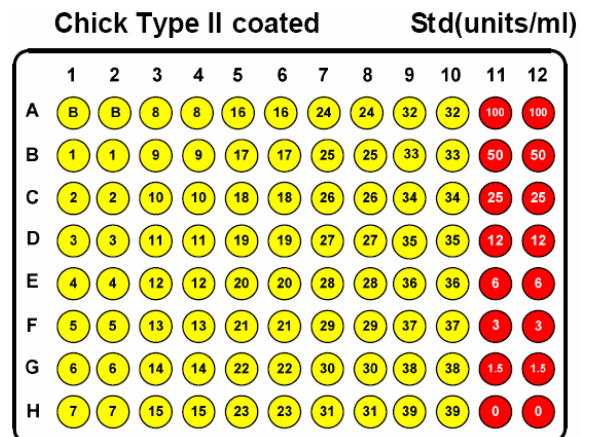 Chick Type II coated Std(units/ml)
1 2 3 4 5 6 7 8 9 10 11 12
A B B 8 8 16 16 24 24 32 32 100 100
B 1 1 9 9 17 17 25 25 33 33 50 50
C 2 2 10 10 18 18 26 26 34 34 25 25
D 3 3 11 11 19 19 27 27 35 35 12 12
E 4 4 12 12 20 20 28 28 36 36 6 6
F 5 5 13 13 21 21 29 29 37 37 3 3
G 6 6 14 14 22 22 30 30 38 38 1.5 1.5
H 7 7 15 15 23 23 31 31 39 39 0 0